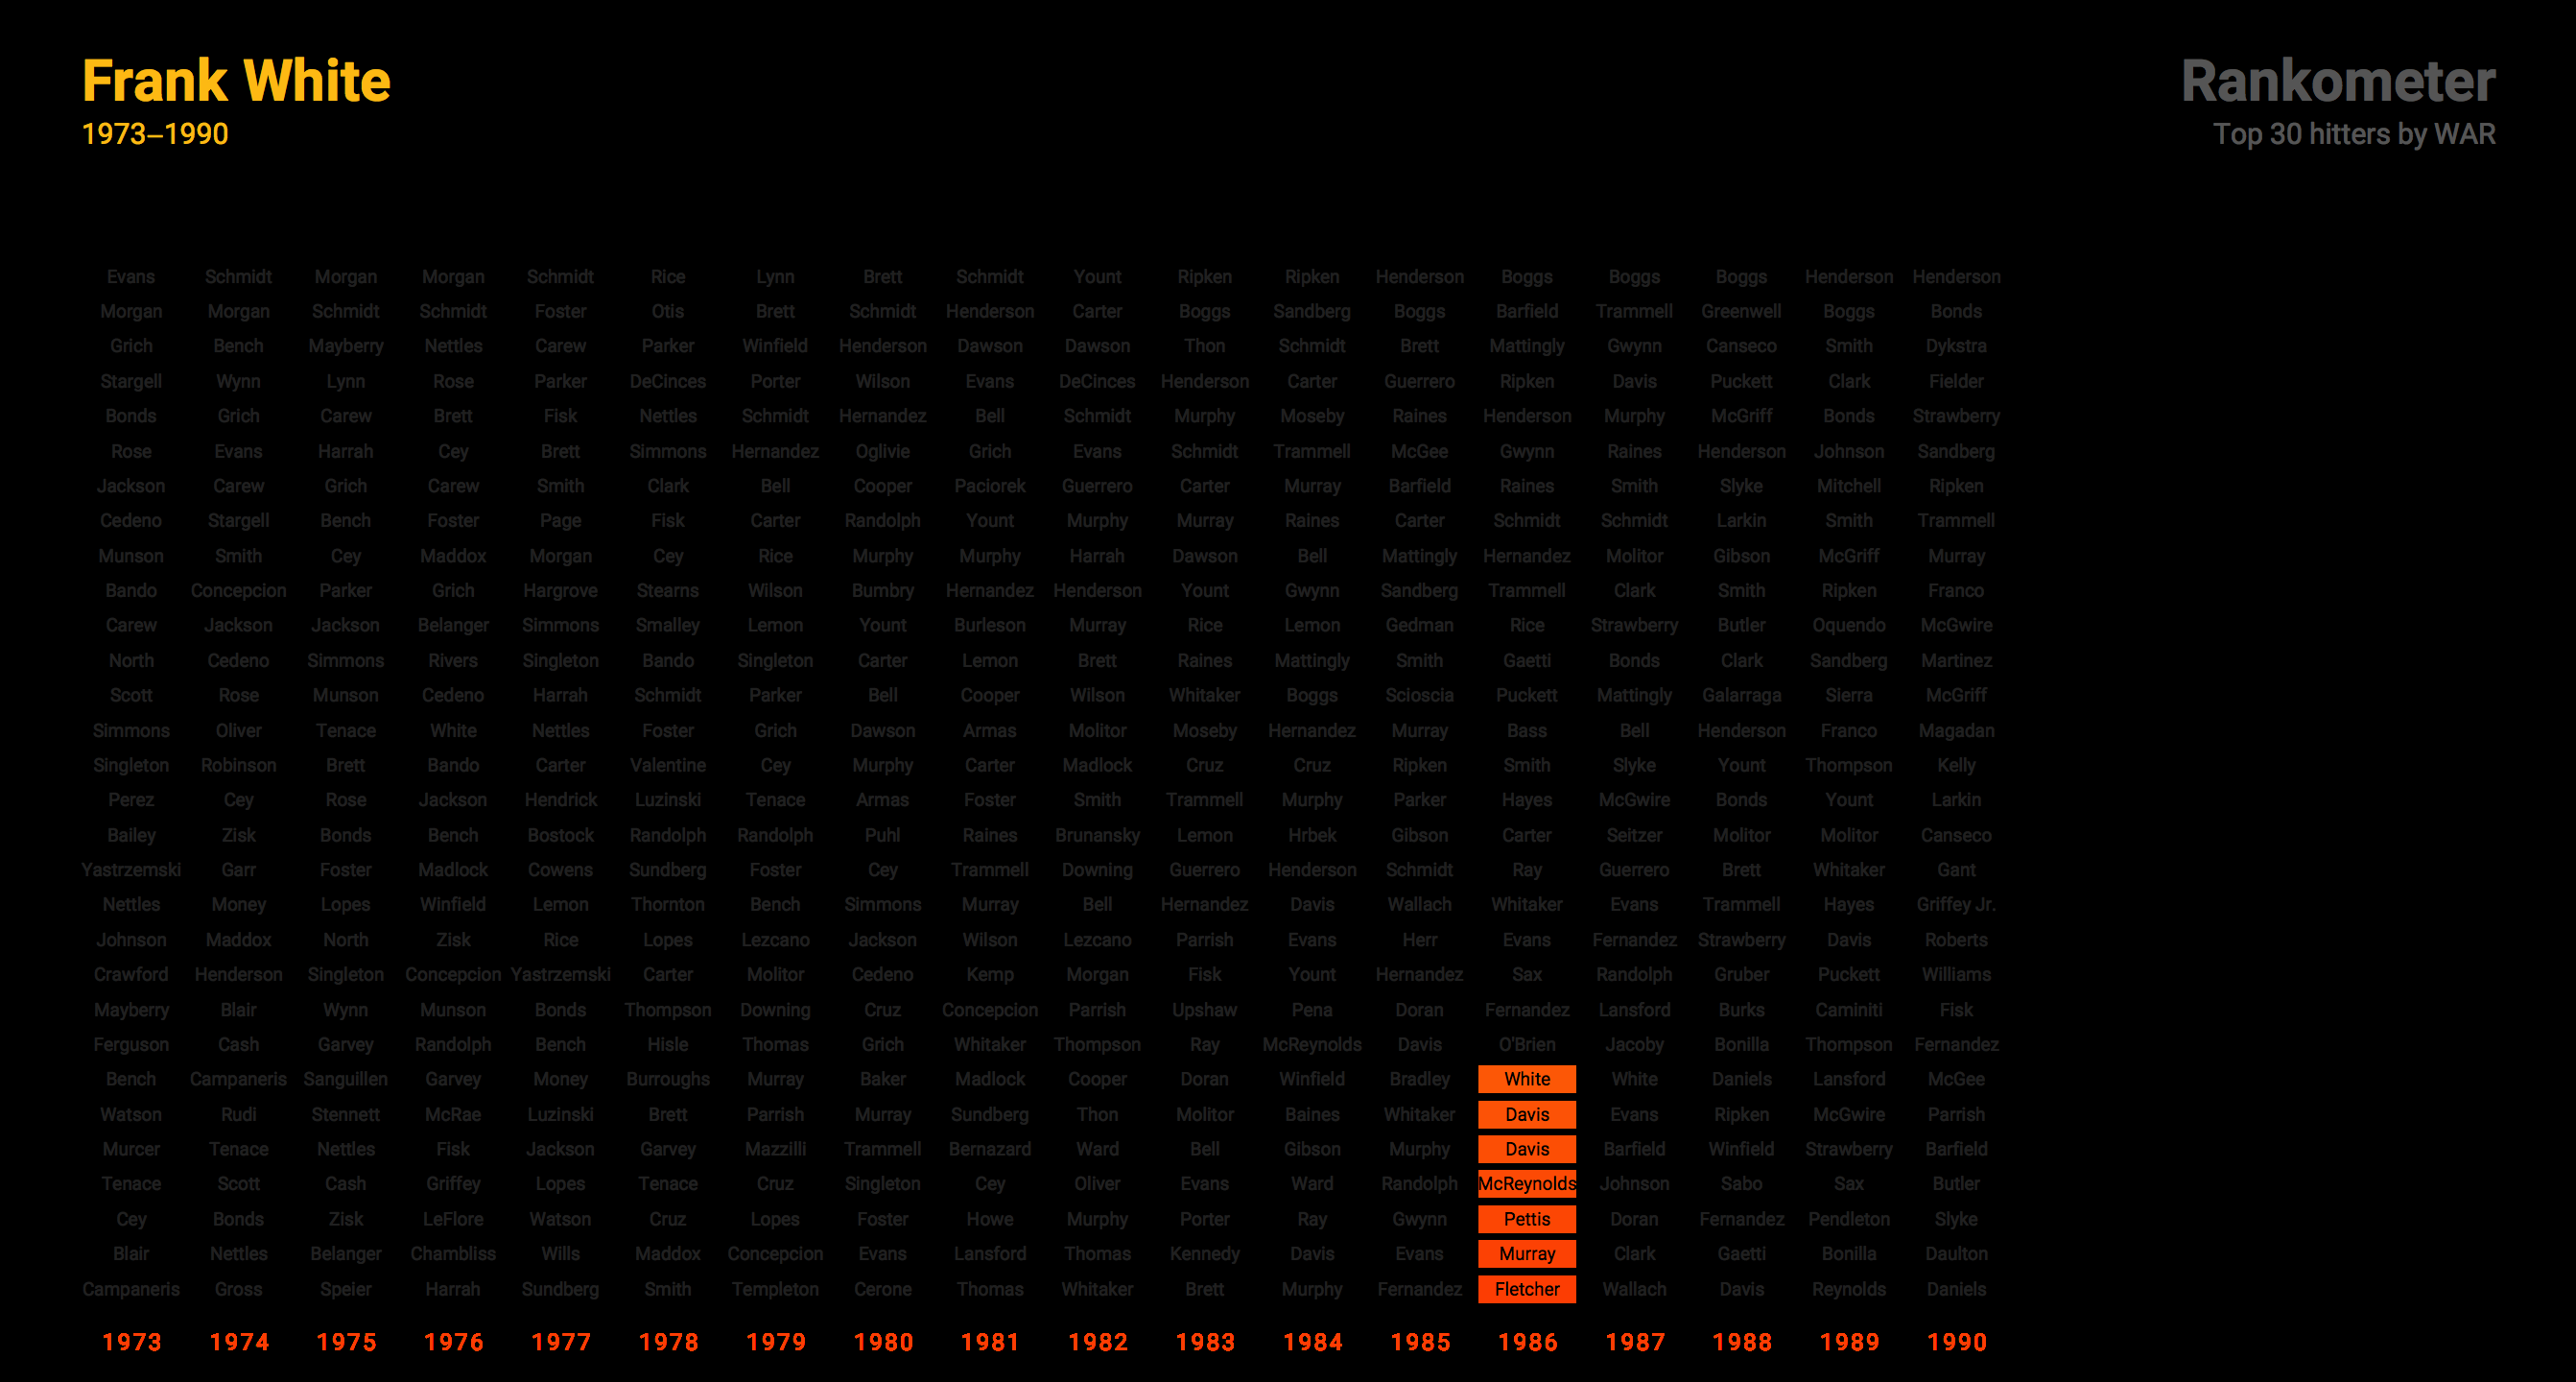 Frank White
1973–1990
Rankometer
Top 30 hitters by WAR
Evans Schmidt Morgan Morgan Schmidt Rice Lynn Brett Schmidt Yount Ripken Ripken Henderson Boggs Boggs Boggs Henderson Henderson
Morgan Morgan Schmidt Schmidt Foster Otis Brett Schmidt Henderson Carter Boggs Sandberg Boggs Barfield Trammell Greenwell Boggs Bonds
Grich Bench Mayberry Nettles Carew Parker Winfield Henderson Dawson Dawson Thon Schmidt Brett Mattingly Gwynn Canseco Smith Dykstra
Stargell Wynn Lynn Rose Parker DeCinces Porter Wilson Evans DeCinces Henderson Carter Guerrero Ripken Davis Puckett Clark Fielder
Bonds Grich Carew Brett Fisk Nettles Schmidt Hernandez Bell Schmidt Murphy Moseby Raines Henderson Murphy McGriff Bonds Strawberry
Rose Evans Harrah Cey Brett Simmons Hernandez Oglivie Grich Evans Schmidt Trammell McGee Gwynn Raines Henderson Johnson Sandberg
Jackson Carew Grich Carew Smith Clark Bell Cooper Paciorek Guerrero Carter Murray Barfield Raines Smith Slyke Mitchell Ripken
Cedeno Stargell Bench Foster Page Fisk Carter Randolph Yount Murphy Murray Raines Carter Schmidt Schmidt Larkin Smith Trammell
Munson Smith Cey Maddox Morgan Cey Rice Murphy Murphy Harrah Dawson Bell Mattingly Hernandez Molitor Gibson McGriff Murray
Bando Concepcion Parker Grich Hargrove Stearns Wilson Bumbry Hernandez Henderson Yount Gwynn Sandberg Trammell Clark Smith Ripken Franco
Carew Jackson Jackson Belanger Simmons Smalley Lemon Yount Burleson Murray Rice Lemon Gedman Rice Strawberry Butler Oquendo McGwire
North Cedeno Simmons Rivers Singleton Bando Singleton Carter Lemon Brett Raines Mattingly Smith Gaetti Bonds Clark Sandberg Martinez
Scott Rose Munson Cedeno Harrah Schmidt Parker Bell Cooper Wilson Whitaker Boggs Scioscia Puckett Mattingly Galarraga Sierra McGriff
Simmons Oliver Tenace White Nettles Foster Grich Dawson Armas Molitor Moseby Hernandez Murray Bass Bell Henderson Franco Magadan
Singleton Robinson Brett Bando Carter Valentine Cey Murphy Carter Madlock Cruz Cruz Ripken Smith Slyke Yount Thompson Kelly
Perez Cey Rose Jackson Hendrick Luzinski Tenace Armas Foster Smith Trammell Murphy Parker Hayes McGwire Bonds Yount Larkin
Bailey Zisk Bonds Bench Bostock Randolph Randolph Puhl Raines Brunansky Lemon Hrbek Gibson Carter Seitzer Molitor Molitor Canseco
Yastrzemski Garr Foster Madlock Cowens Sundberg Foster Cey Trammell Downing Guerrero Henderson Schmidt Ray Guerrero Brett Whitaker Gant
Nettles Money Lopes Winfield Lemon Thornton Bench Simmons Murray Bell Hernandez Davis Wallach Whitaker Evans Trammell Hayes Griffey Jr.
Johnson Maddox North Zisk Rice Lopes Lezcano Jackson Wilson Lezcano Parrish Evans Herr Evans Fernandez Strawberry Davis Roberts
Crawford Henderson Singleton Concepcion Yastrzemski Carter Molitor Cedeno Kemp Morgan Fisk Yount Hernandez Sax Randolph Gruber Puckett Williams
Mayberry Blair Wynn Munson Bonds Thompson Downing Cruz Concepcion Parrish Upshaw Pena Doran Fernandez Lansford Burks Caminiti Fisk
Ferguson Cash Garvey Randolph Bench Hisle Thomas Grich Whitaker Thompson Ray McReynolds Davis O'Brien Jacoby Bonilla Thompson Fernandez
Bench Campaneris Sanguillen Garvey Money Burroughs Murray Baker Madlock Cooper Doran Winfield Bradley White White Daniels Lansford McGee
Watson Rudi Stennett McRae Luzinski Brett Parrish Murray Sundberg Thon Molitor Baines Whitaker Davis Evans Ripken McGwire Parrish
Murcer Tenace Nettles Fisk Jackson Garvey Mazzilli Trammell Bernazard Ward Bell Gibson Murphy Davis Barfield Winfield Strawberry Barfield
Tenace Scott Cash Griffey Lopes Tenace Cruz Singleton Cey Oliver Evans Ward Randolph McReynolds Johnson Sabo Sax Butler
Cey Bonds Zisk LeFlore Watson Cruz Lopes Foster Howe Murphy Porter Ray Gwynn Pettis Doran Fernandez Pendleton Slyke
Blair Nettles Belanger Chambliss Wills Maddox Concepcion Evans Lansford Thomas Kennedy Davis Evans Murray Clark Gaetti Bonilla Daulton
Campaneris Gross Speier Harrah Sundberg Smith Templeton Cerone Thomas Whitaker Brett Murphy Fernandez Fletcher Wallach Davis Reynolds Daniels
1973 1974 1975 1976 1977 1978 1979 1980 1981 1982 1983 1984 1985 1986 1987 1988 1989 1990